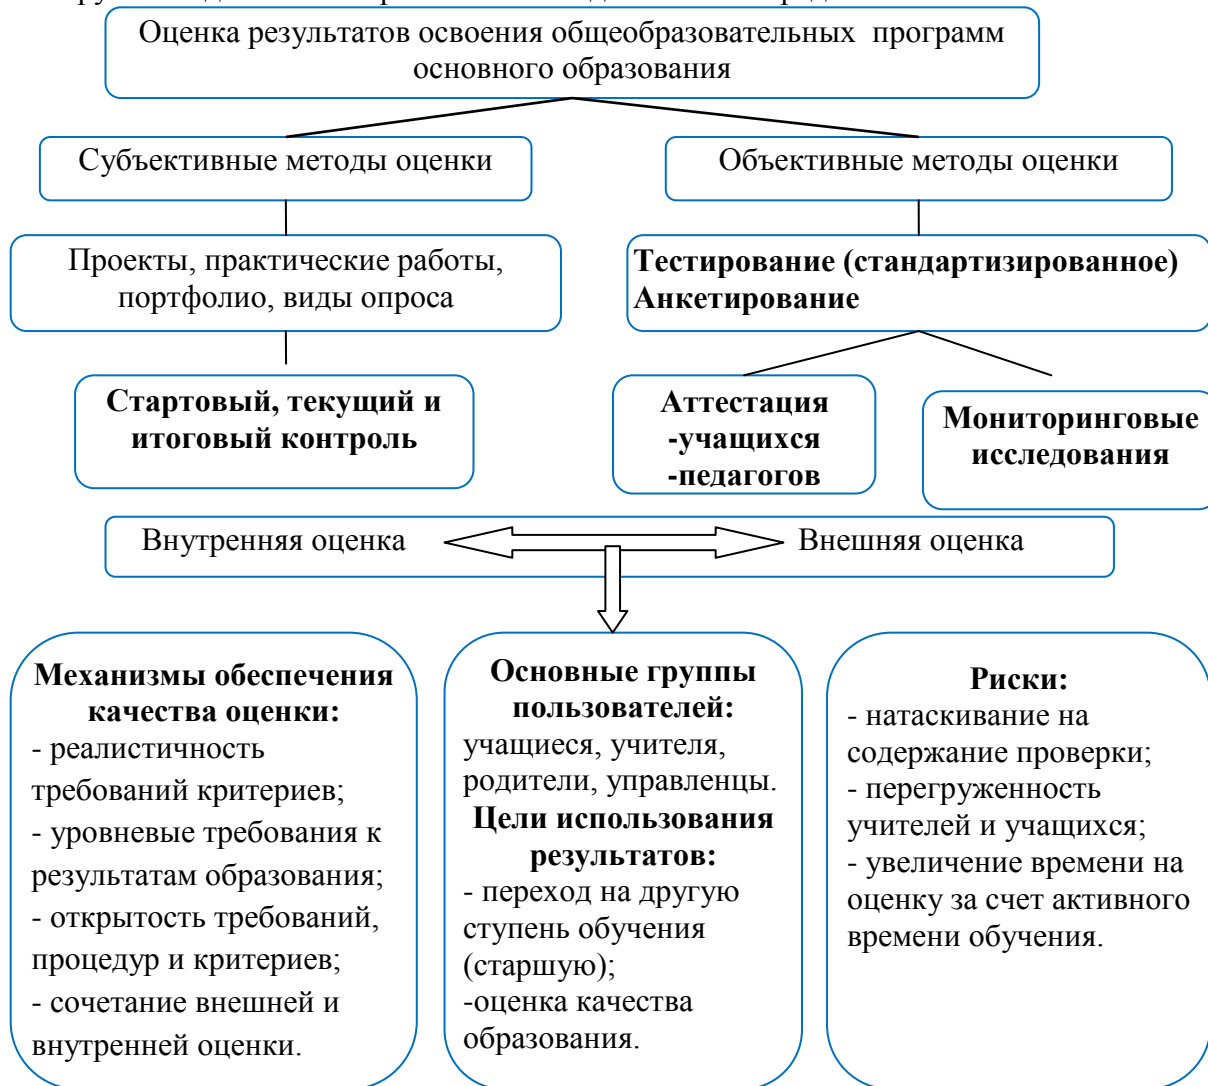 Оценка результатов освоения общеобразовательных программ
основного образования
Субъективные методы оценки
Объективные методы оценки
Проекты, практические работы,
портфолио, виды опроса
Тестирование (стандартизированное)
Анкетирование
Стартовый, текущий и
итоговый контроль
Аттестация
-учащихся
-педагогов
Мониторинговые
исследования
Внутренняя оценка
Внешняя оценка
Механизмы обеспечения
качества оценки:
- реалистичность
требований критериев;
- уровневые требования к
результатам образования;
- открытость требований,
процедур и критериев;
- сочетание внешней и
внутренней оценки.
Основные группы
пользователей:
учащиеся, учителя,
родители, управленцы.
Цели использования
результатов:
- переход на другую
ступень обучения
(старшую);
-оценка качества
образования.
Риски:
- натаскивание на
содержание проверки;
- перегруженность
учителей и учащихся;
- увеличение времени на
оценку за счет активного
времени обучения.